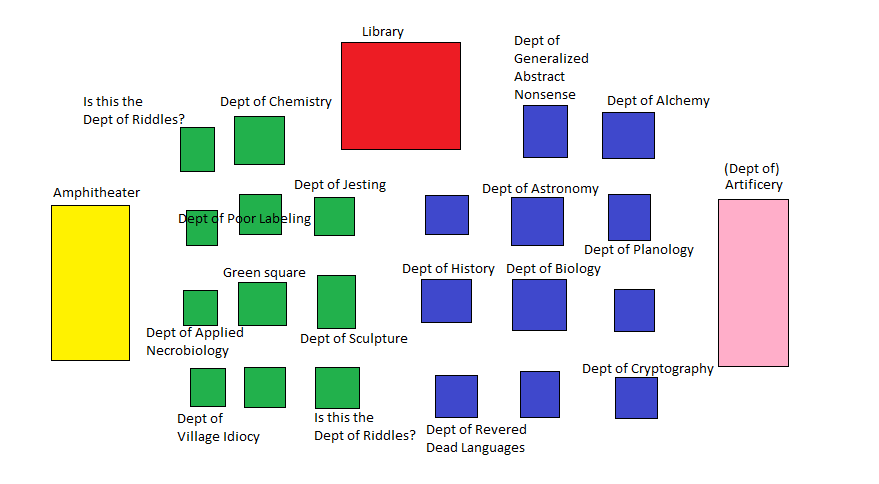 Library
Dept of
Generalized
Abstract
Nonsense
Is this the
Dept of Riddles?
Dept of Chemistry
Dept of Alchemy
(Dept of)
Artificery
Amphitheater
Dept of Jesting
Dept of Astronomy
Dept of Poor Labeling
Dept of Planology
Green square
Dept of History
Dept of Biology
Dept of Applied
Necrobiology
Dept of Sculpture
Dept of Cryptography
Dept of
Village Idiocy
Is this the
Dept of Riddles?
Dept of Revered
Dead Languages